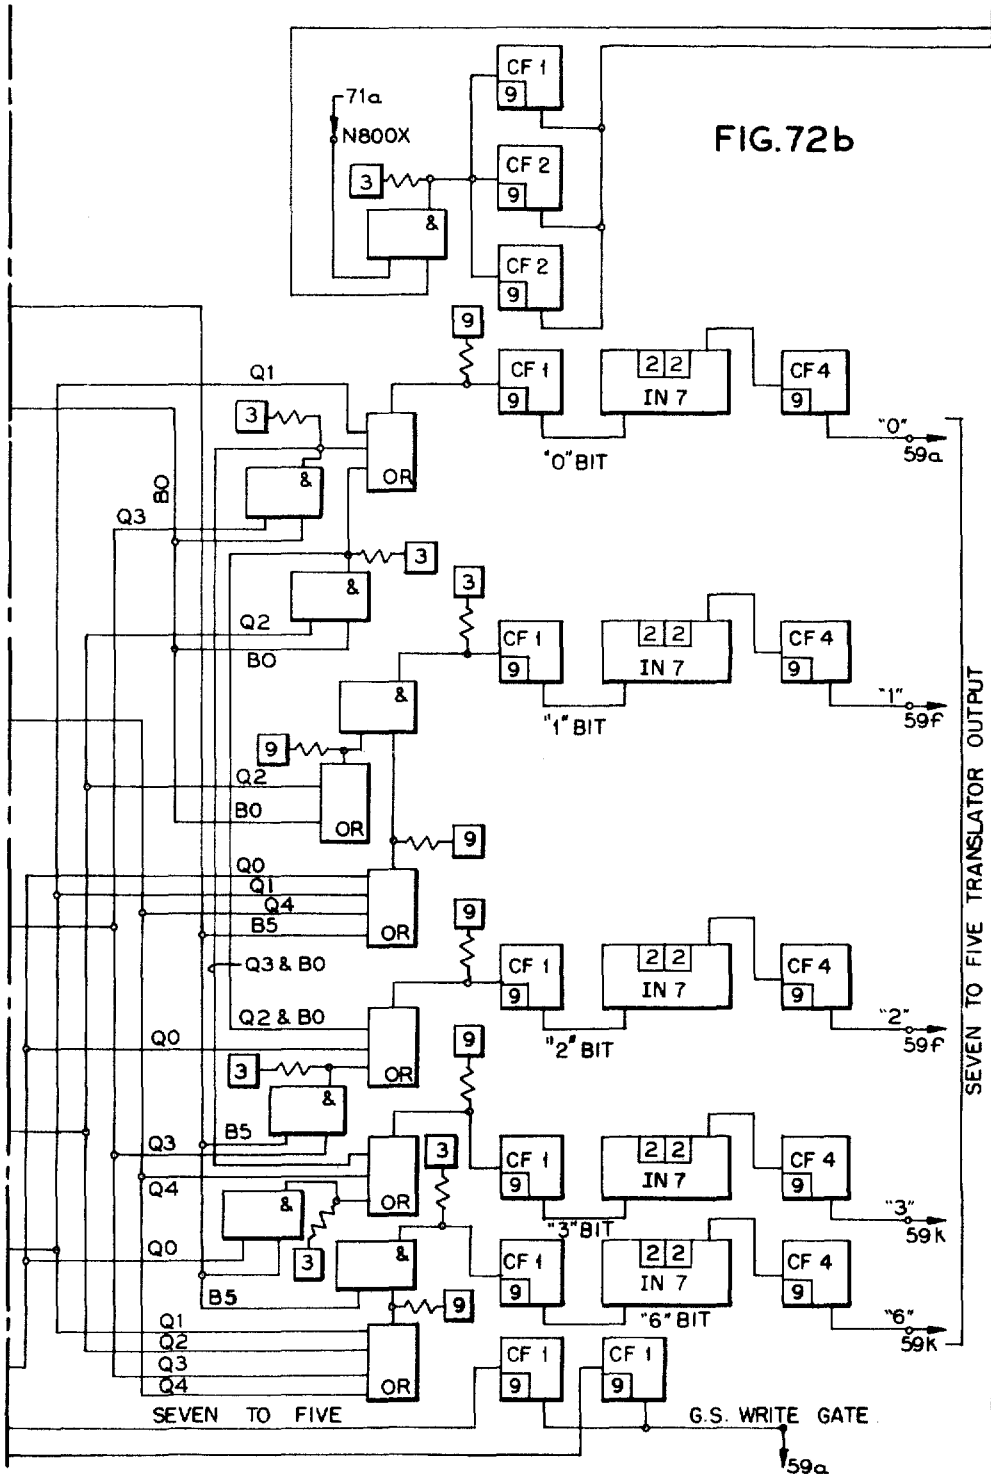 CF 1
9
71a
N800X
FIG.72b
3
CF 2
9
&
CF 2
9
9
CF 1
9
2 2
IN 7
CF 4
9
Q1
3
"0"
59a
"0" BIT
OR
&
B0
Q3
3
&
3
Q2
B0
CF 1
9
2 2
IN 7
CF 4
9
&
"1"
59f
"1" BIT
9
Q2
B0
OR
9
Q0
Q1
Q4
B5
OR
9
Q3 & B0
CF 1
9
2 2
IN 7
CF 4
9
Q2 & B0
"2"
59f
"2" BIT
Q0
9
3
OR
&
B5
Q3
3
CF 1
9
2 2
IN 7
CF 4
9
Q4
&
OR
"3"
59k
"3" BIT
Q0
3
&
CF 1
9
2 2
IN 7
CF 4
9
B5
9
"6" BIT
"6"
59k
Q1
Q2
Q3
Q4
OR
CF 1
9
CF 1
9
SEVEN TO FIVE
G.S. WRITE GATE
59a
SEVEN TO FIVE TRANSLATOR OUTPUT